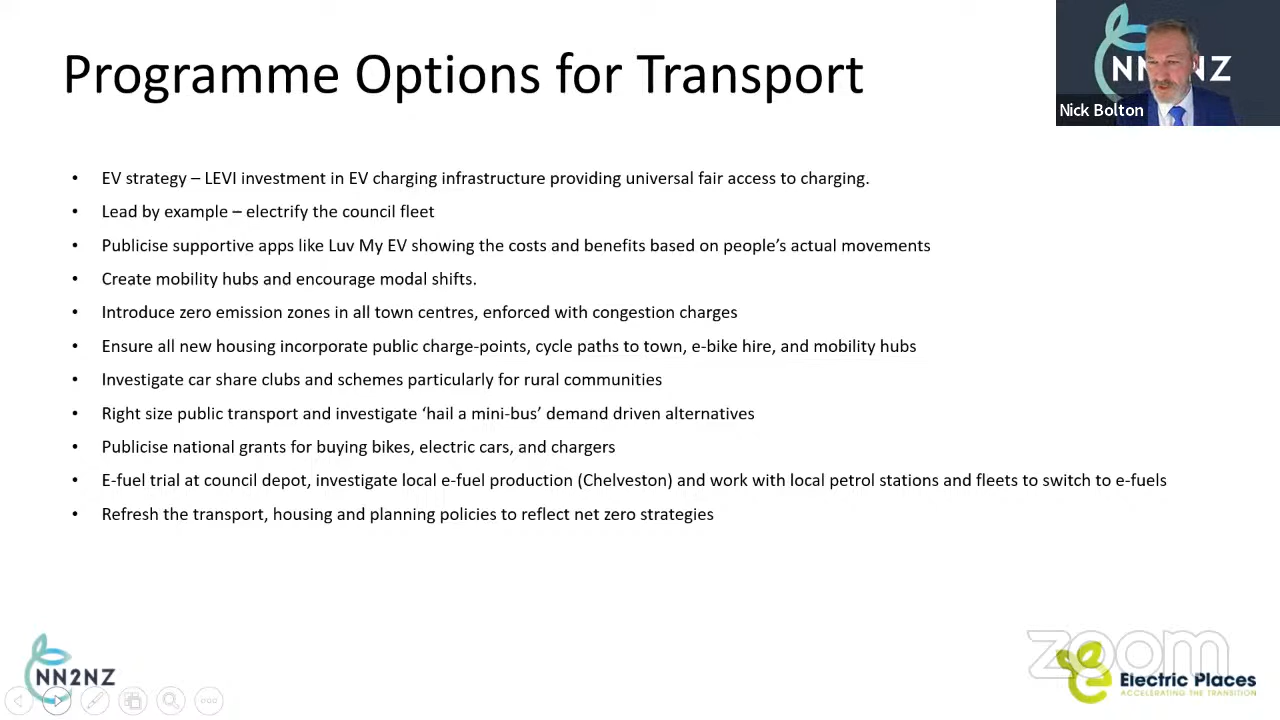 Programme Options for Transport
NN2NZ
Nick Bolton
• EV strategy – LEVI investment in EV charging infrastructure providing universal fair access to charging.
• Lead by example – electrify the council fleet
• Publicise supportive apps like Luv My EV showing the costs and benefits based on people’s actual movements
• Create mobility hubs and encourage modal shifts.
• Introduce zero emission zones in all town centres, enforced with congestion charges
• Ensure all new housing incorporate public charge-points, cycle paths to town, e-bike hire, and mobility hubs
• Investigate car share clubs and schemes particularly for rural communities
• Right size public transport and investigate ‘hail a mini-bus’ demand driven alternatives
• Publicise national grants for buying bikes, electric cars, and chargers
• E-fuel trial at council depot, investigate local e-fuel production (Chelveston) and work with local petrol stations and fleets to switch to e-fuels
• Refresh the transport, housing and planning policies to reflect net zero strategies
NN2NZ
zoom
Electric Places
ACCELERATING THE TRANSITION